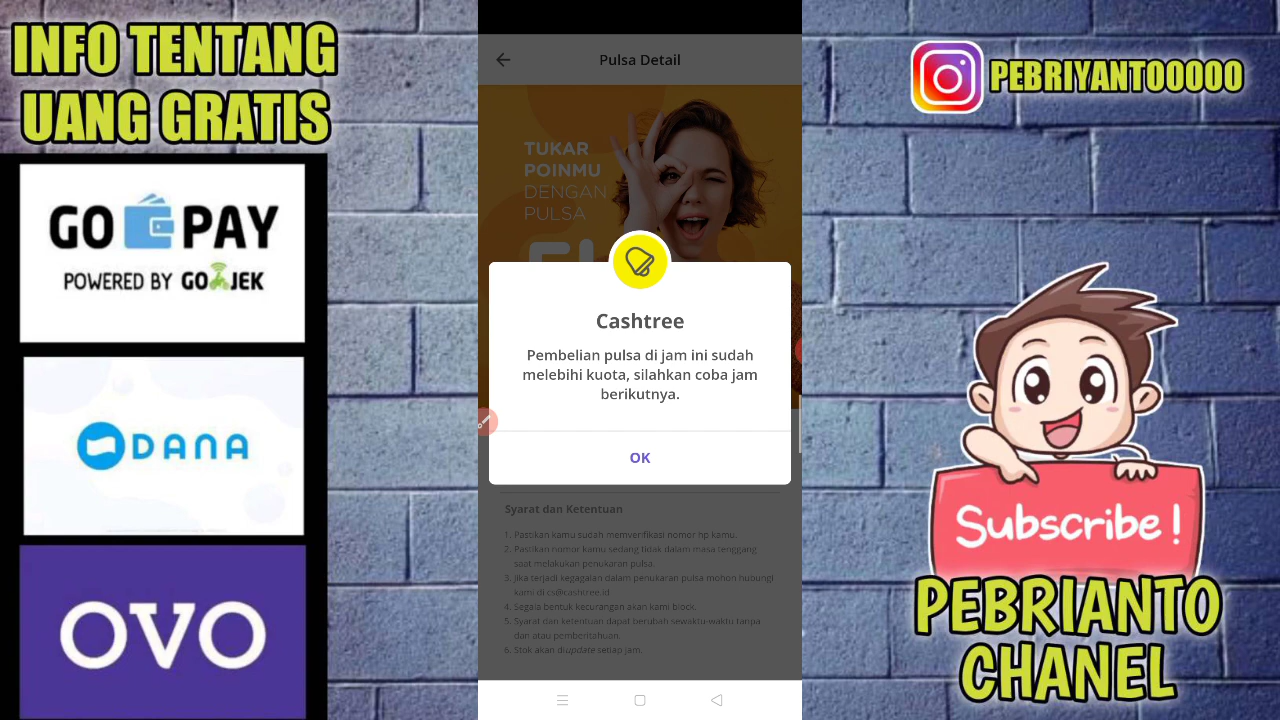 INFO TENTANG
UANG GRATIS
GO PAY
POWERED BY GO JEK
DANA
OVO
Pulsa Detail
TUKAR
POINMU
DENGAN
PULSA
Cashtree
Pembelian pulsa di jam ini sudah
melebihi kuota, silahkan coba jam
berikutnya.
OK
Syarat dan Ketentuan
1. Pastikan kamu sudah memverifikasi nomor hp kamu.
2. Pastikan nomor kamu sedang tidak dalam masa tenggang
saat melakukan penukaran pulsa.
3. Jika terjadi kegagalan dalam penukaran pulsa mohon hubungi
kami di cs@cashtree.id
4. Segala bentuk kecurangan akan kami block.
5. Syarat dan ketentuan dapat berubah sewaktu-waktu tanpa
dan atau pemberitahuan.
6. Stok akan diupdate setiap jam.
PEBRIYANTOOOOO
Subscribe!
PEBRIANTO
CHANEL